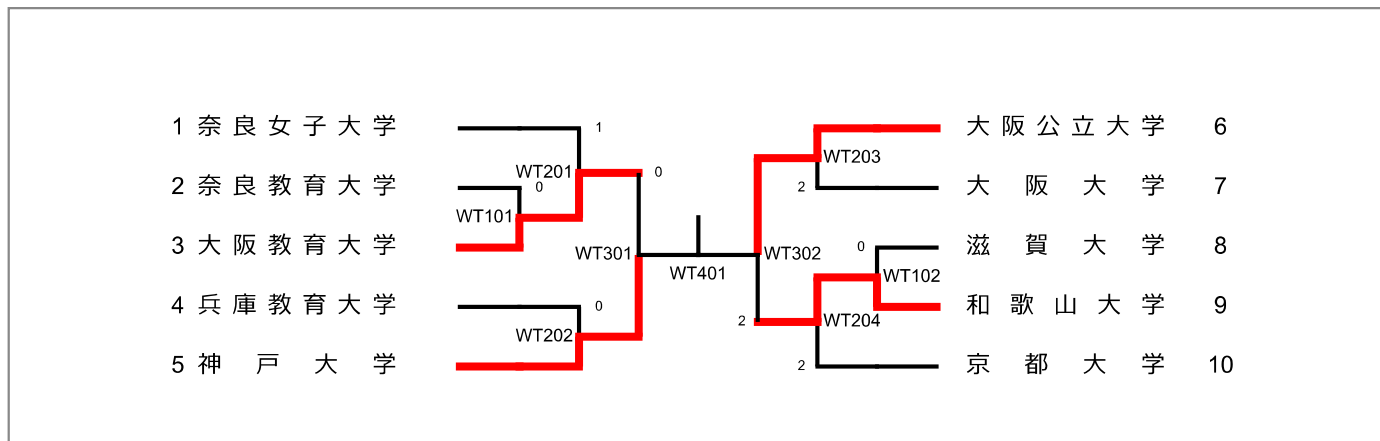 1 奈良女子大学 1 大阪公立大学 6
WT201 0 WT203
2 奈良教育大学 0 2 大阪大学 7
WT101
3 大阪教育大学 WT301 WT302 0 滋賀大学 8
WT401 WT102
4 兵庫教育大学 0 和歌山大学 9
WT202 2 WT204
5 神戸大学 2 京都大学 10